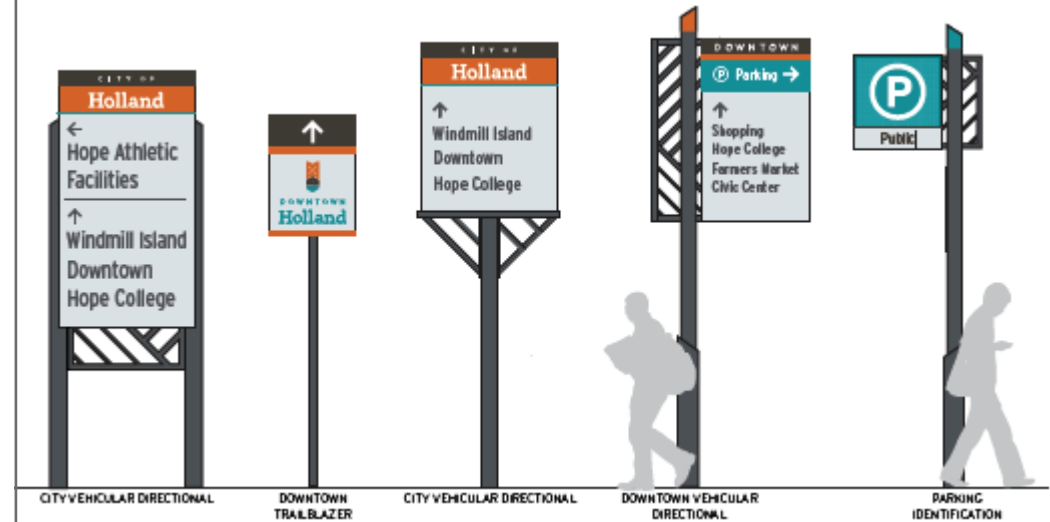 CITY OF
Holland
←
Hope Athletic
Facilities
↑
Windmill Island
Downtown
Hope College
CITY VEHICULAR DIRECTIONAL
↑
DOWNTOWN
Holland
DOWNTOWN
TRAILBLAZER
CITY OF
Holland
↑
Windmill Island
Downtown
Hope College
CITY VEHICULAR DIRECTIONAL
DOWNTOWN
P Parking →
↑
Shopping
Hope College
Farmers Market
Civic Center
DOWNTOWN VEHICULAR
DIRECTIONAL
P
Public
PARKING
IDENTIFICATION